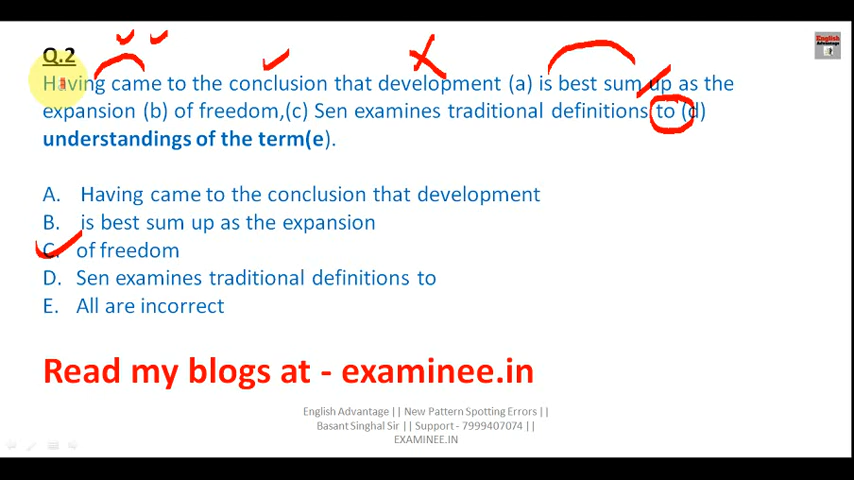 English
Advantage
Q.2
Having came to the conclusion that development (a) is best sum up as the
expansion (b) of freedom,(c) Sen examines traditional definitions to (d)
understandings of the term(e).
A. Having came to the conclusion that development
B. is best sum up as the expansion
C. of freedom
D. Sen examines traditional definitions to
E. All are incorrect
Read my blogs at - examinee.in
English Advantage || New Pattern Spotting Errors ||
Basant Singhal Sir || Support - 7999407074 ||
EXAMINEE.IN